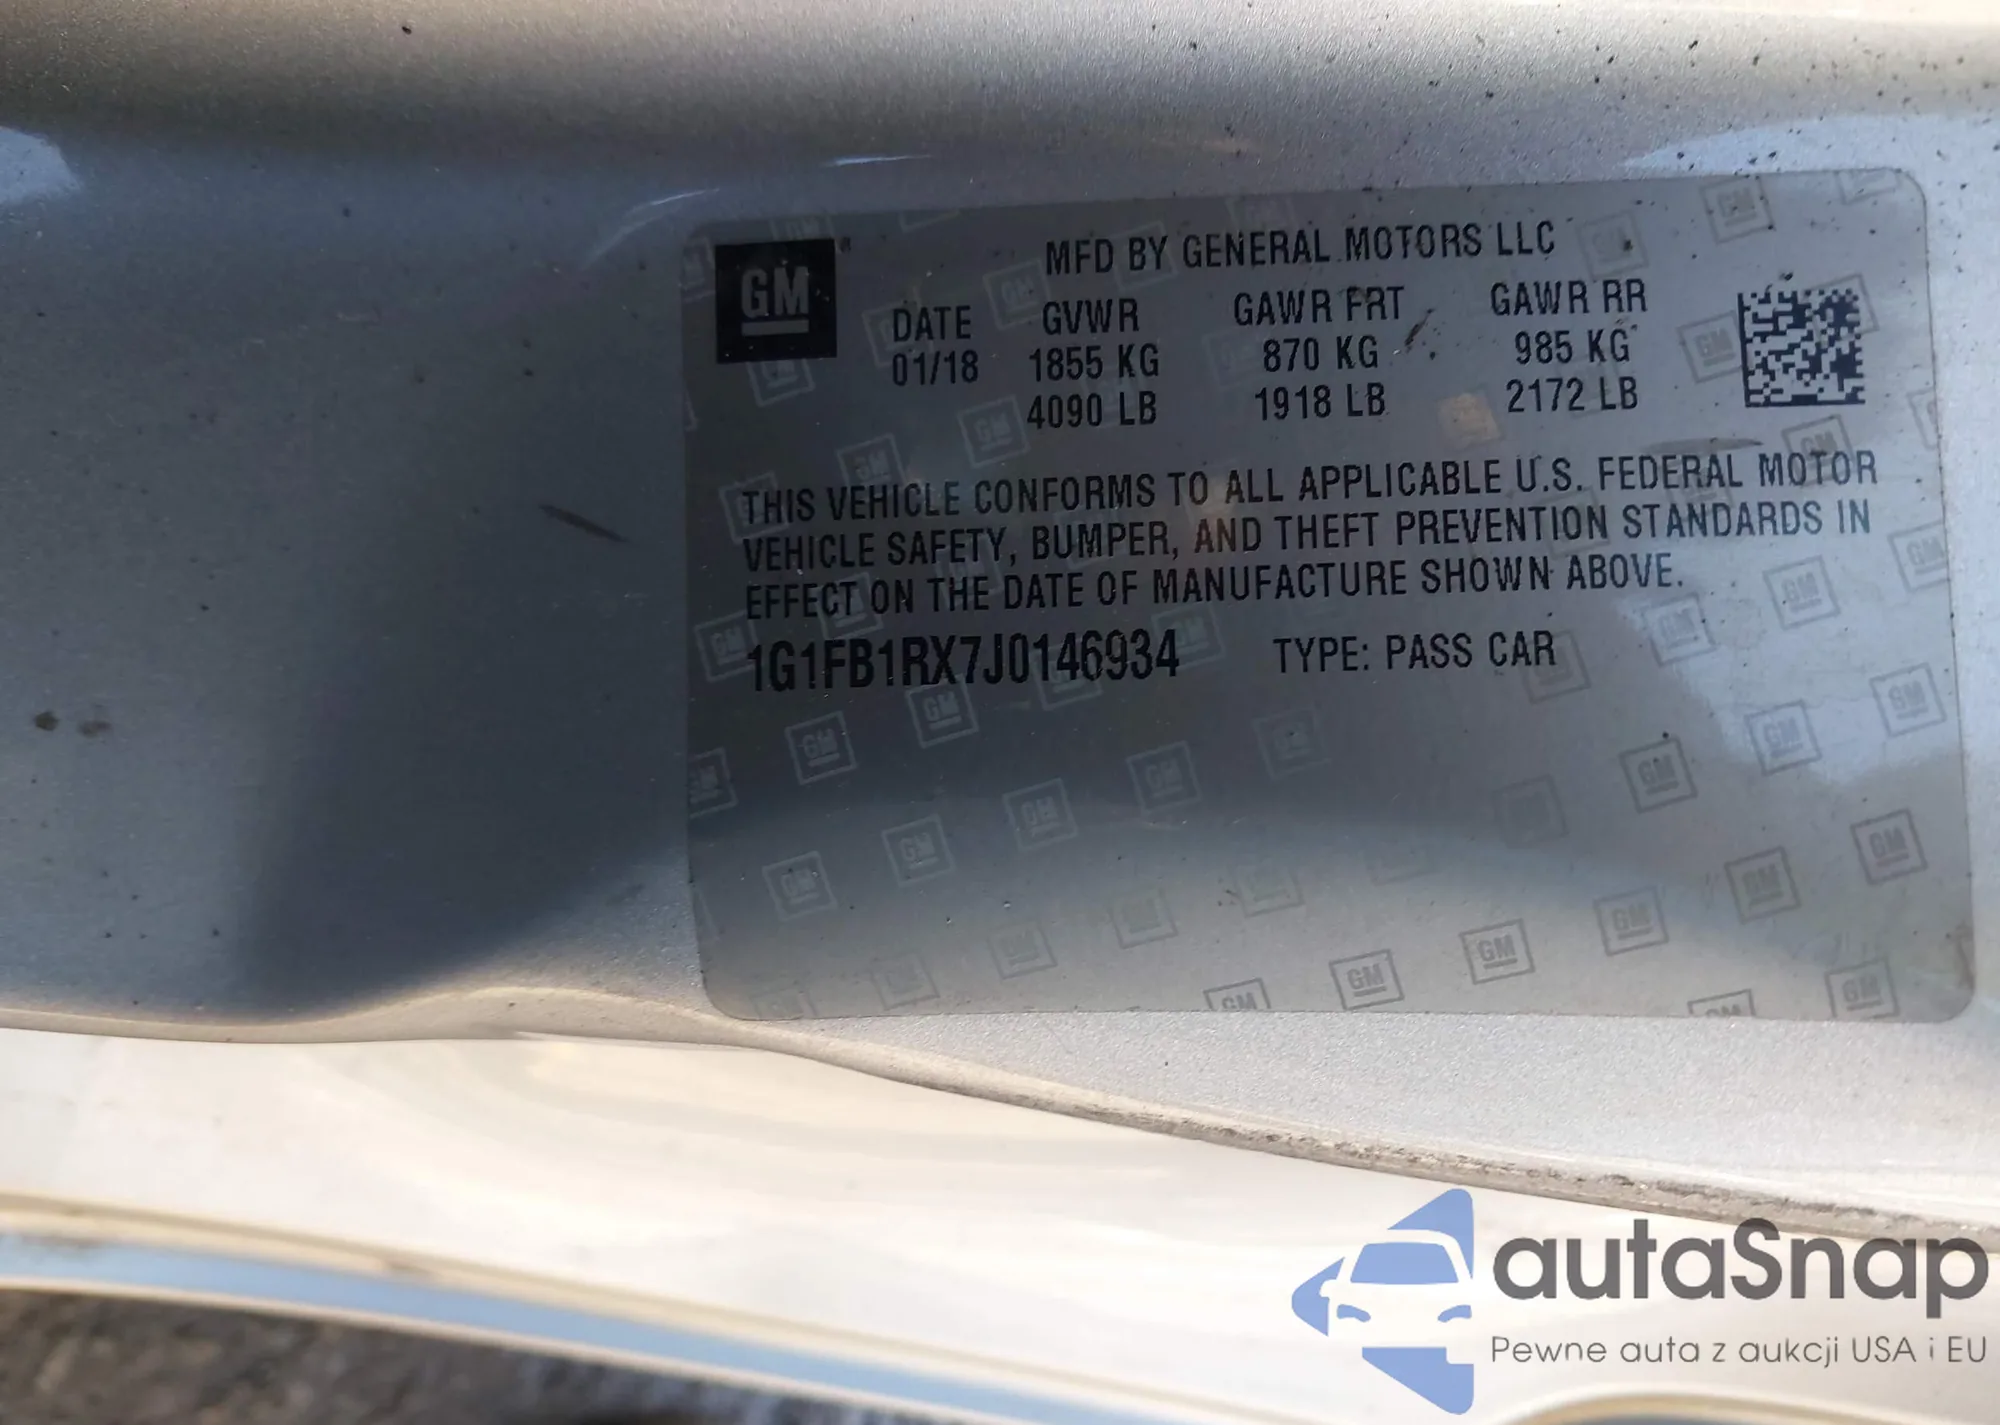 GM
MFD BY GENERAL MOTORS LLC
DATE GVWR GAWR FRT GAWR RR
01/18 1855 KG 870 KG 985 KG
4090 LB 1918 LB 2172 LB
THIS VEHICLE CONFORMS TO ALL APPLICABLE U.S. FEDERAL MOTOR
VEHICLE SAFETY, BUMPER, AND THEFT PREVENTION STANDARDS IN
EFFECT ON THE DATE OF MANUFACTURE SHOWN ABOVE.
1G1FB1RX7J0146934 TYPE: PASS CAR
autaSnap
Pewne auta z aukcji USA i EU